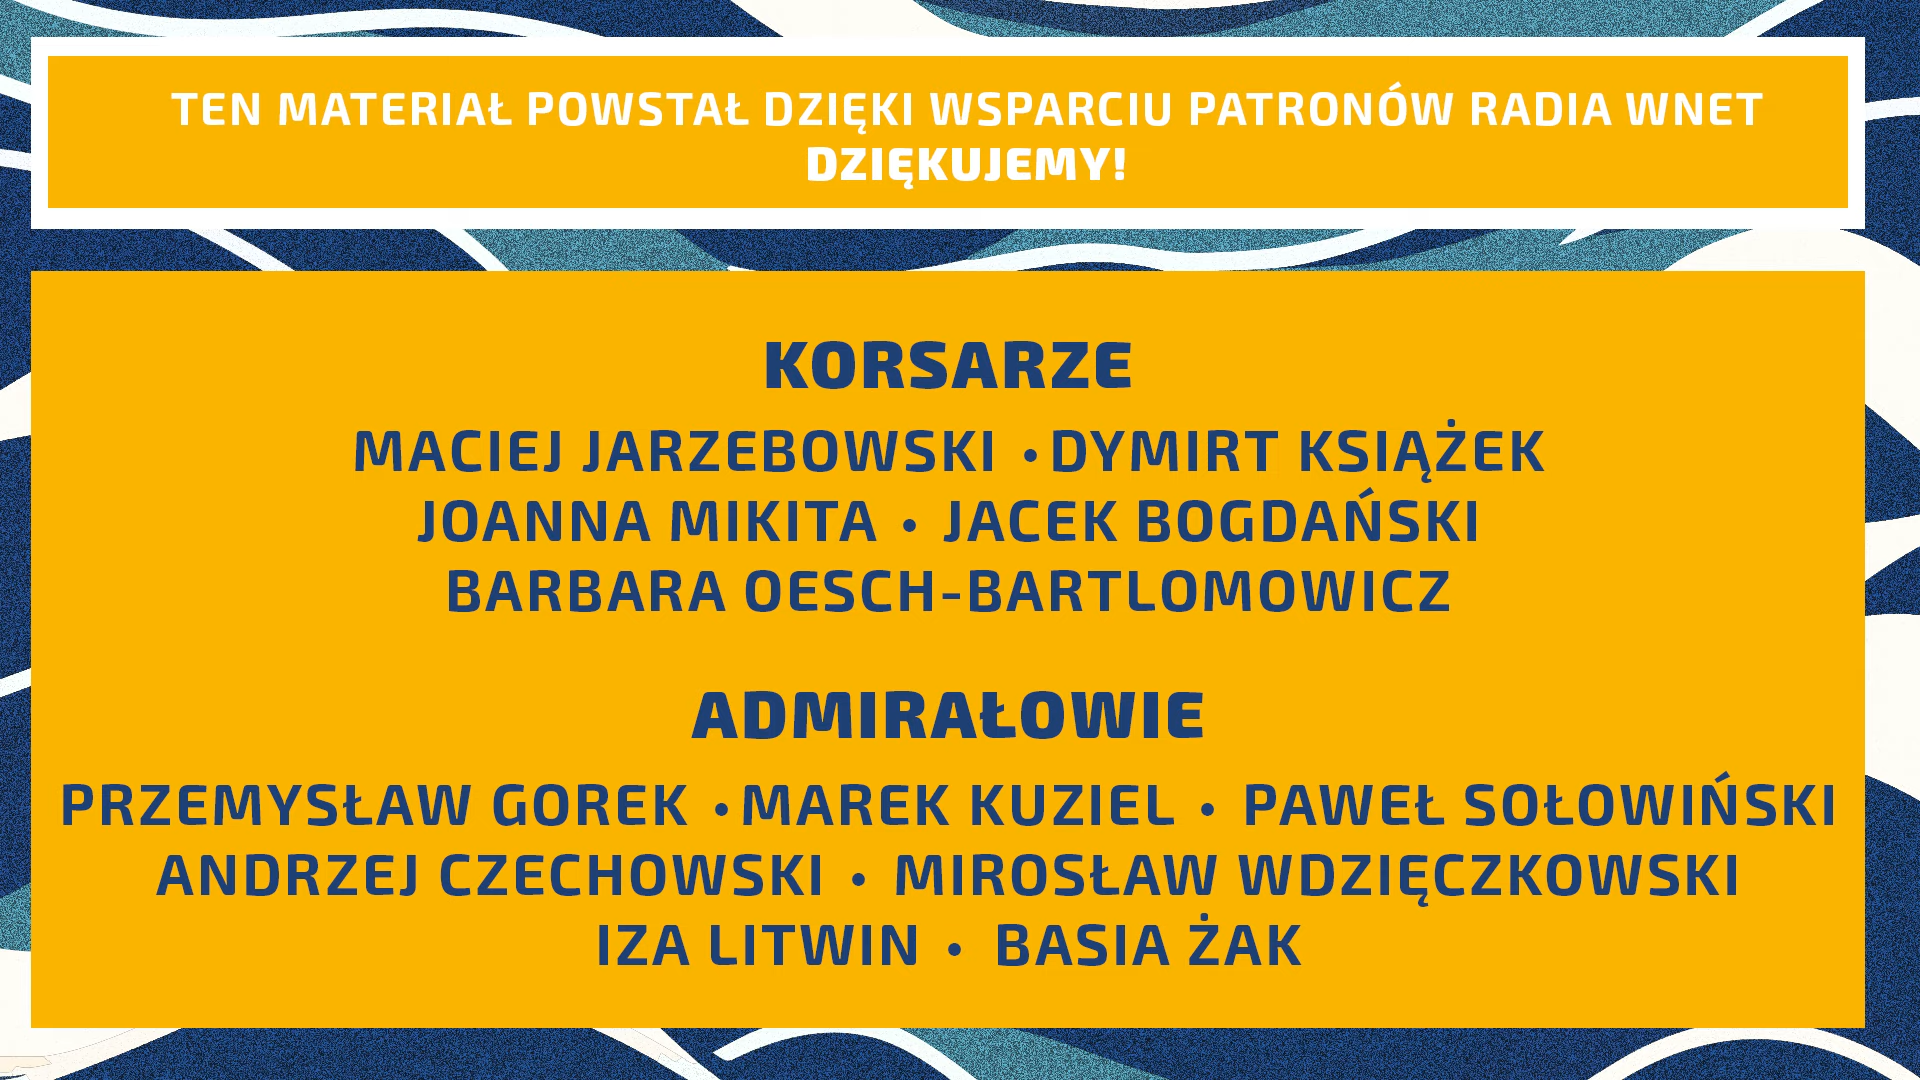 TEN MATERIAŁ POWSTAŁ DZIĘKI WSPARCIU PATRONÓW RADIA WNET
DZIĘKUJEMY!
KORSARZE
MACIEJ JARZEBOWSKI • DYMIRT KSIĄŻEK
JOANNA MIKITA • JACEK BOGDAŃSKI
BARBARA OESCH-BARTLOMOWICZ
ADMIRAŁOWIE
PRZEMYSŁAW GOREK • MAREK KUZIEL • PAWEŁ SOŁOWIŃSKI
ANDRZEJ CZECHOWSKI • MIROSŁAW WDZIĘCZKOWSKI
IZA LITWIN • BASIA ŻAK